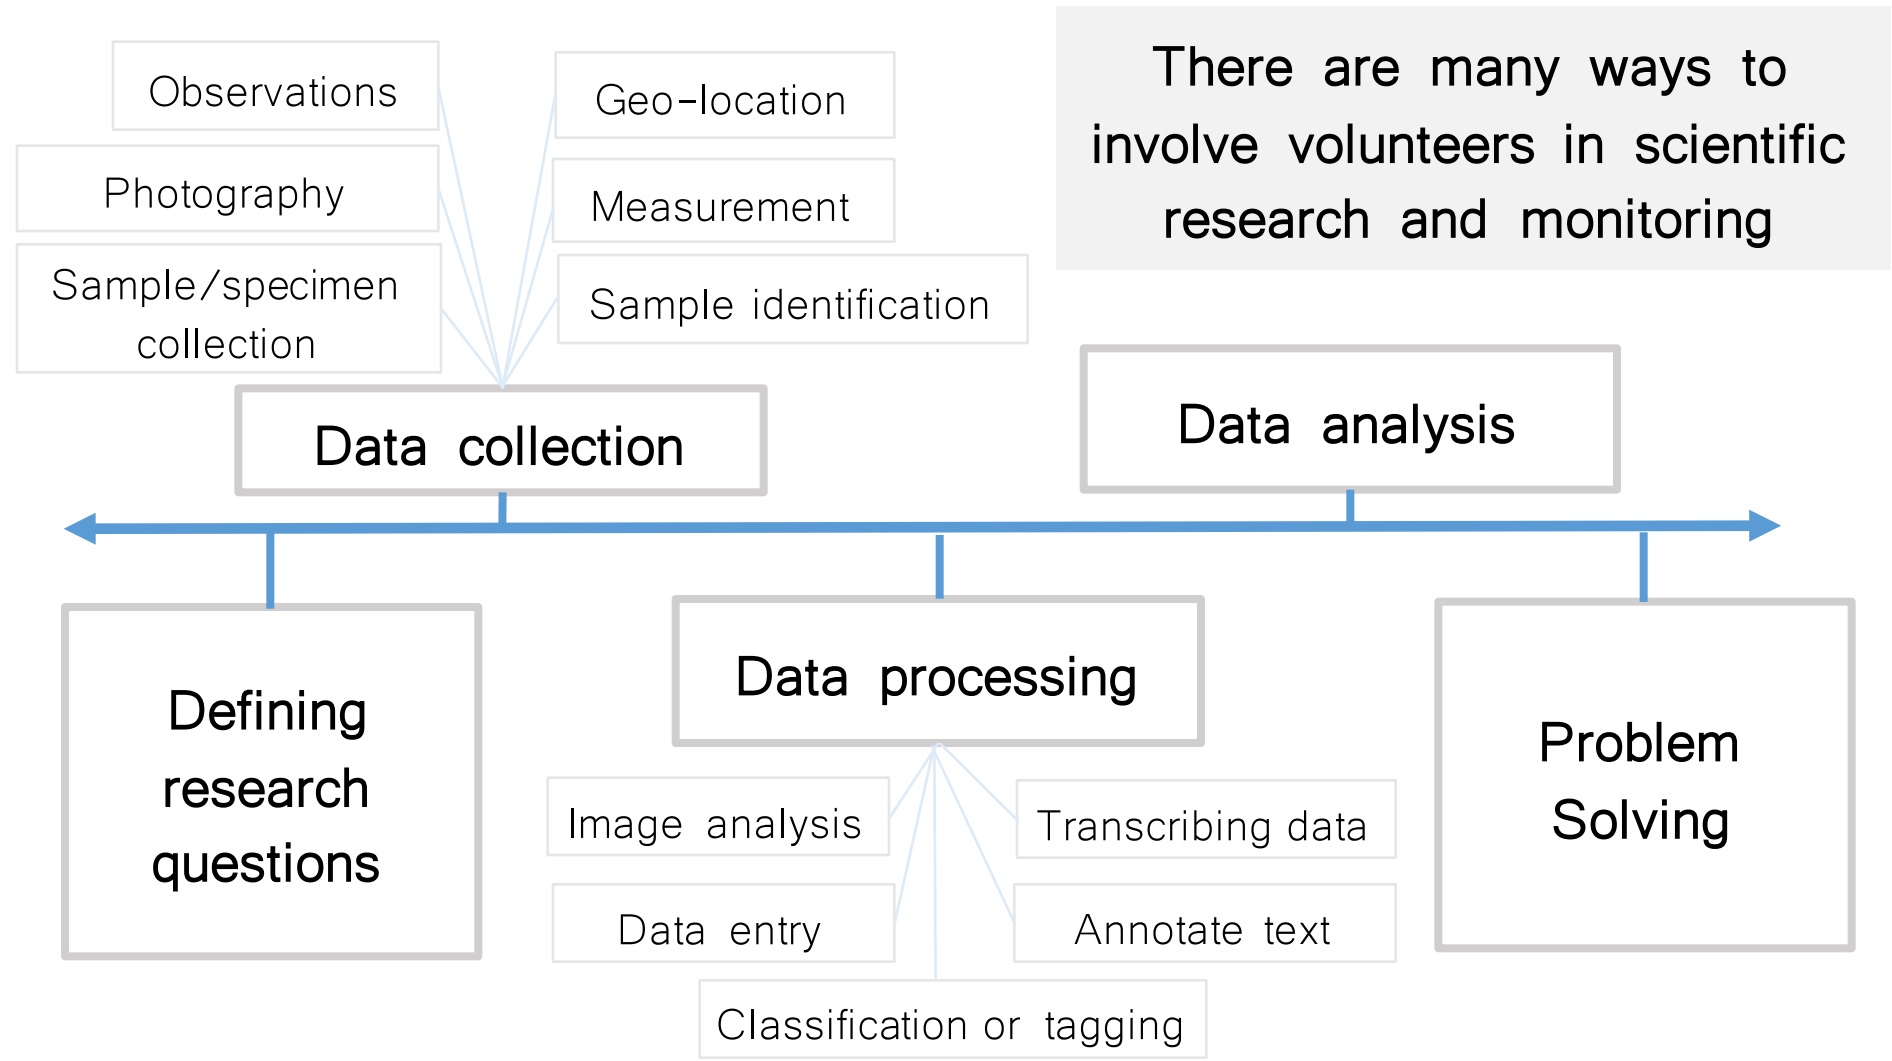 There are many ways to
involve volunteers in scientific
research and monitoring
Observations
Photography
Sample/specimen
collection
Geo-location
Measurement
Sample identification
Data collection
Data analysis
Defining
research
questions
Data processing
Problem
Solving
Image analysis
Transcribing data
Data entry
Annotate text
Classification or tagging